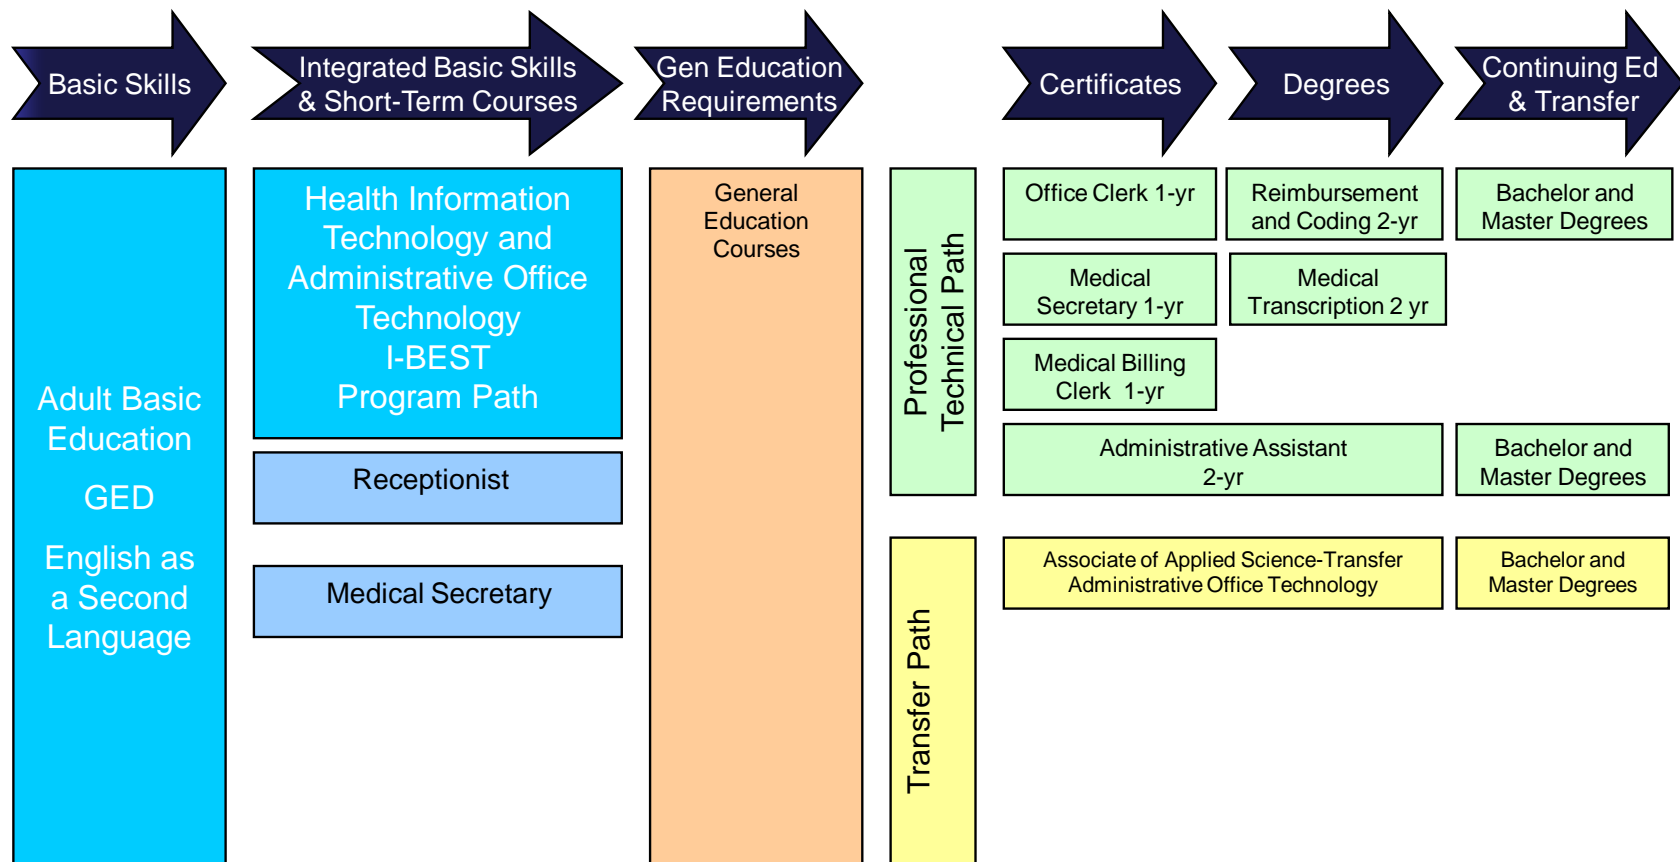 Basic Skills
Integrated Basic Skills
& Short-Term Courses
Gen Education
Requirements
Certificates
Degrees
Continuing Ed
& Transfer
Adult Basic
Education
GED
English as
a Second
Language
Health Information
Technology and
Administrative Office
Technology
I-BEST
Program Path
Receptionist
Medical Secretary
General
Education
Courses
Professional
Technical Path
Office Clerk 1-yr
Reimbursement
and Coding 2-yr
Bachelor and
Master Degrees
Medical
Secretary 1-yr
Medical
Transcription 2 yr
Medical Billing
Clerk 1-yr
Administrative Assistant
2-yr
Bachelor and
Master Degrees
Transfer Path
Associate of Applied Science-Transfer
Administrative Office Technology
Bachelor and
Master Degrees